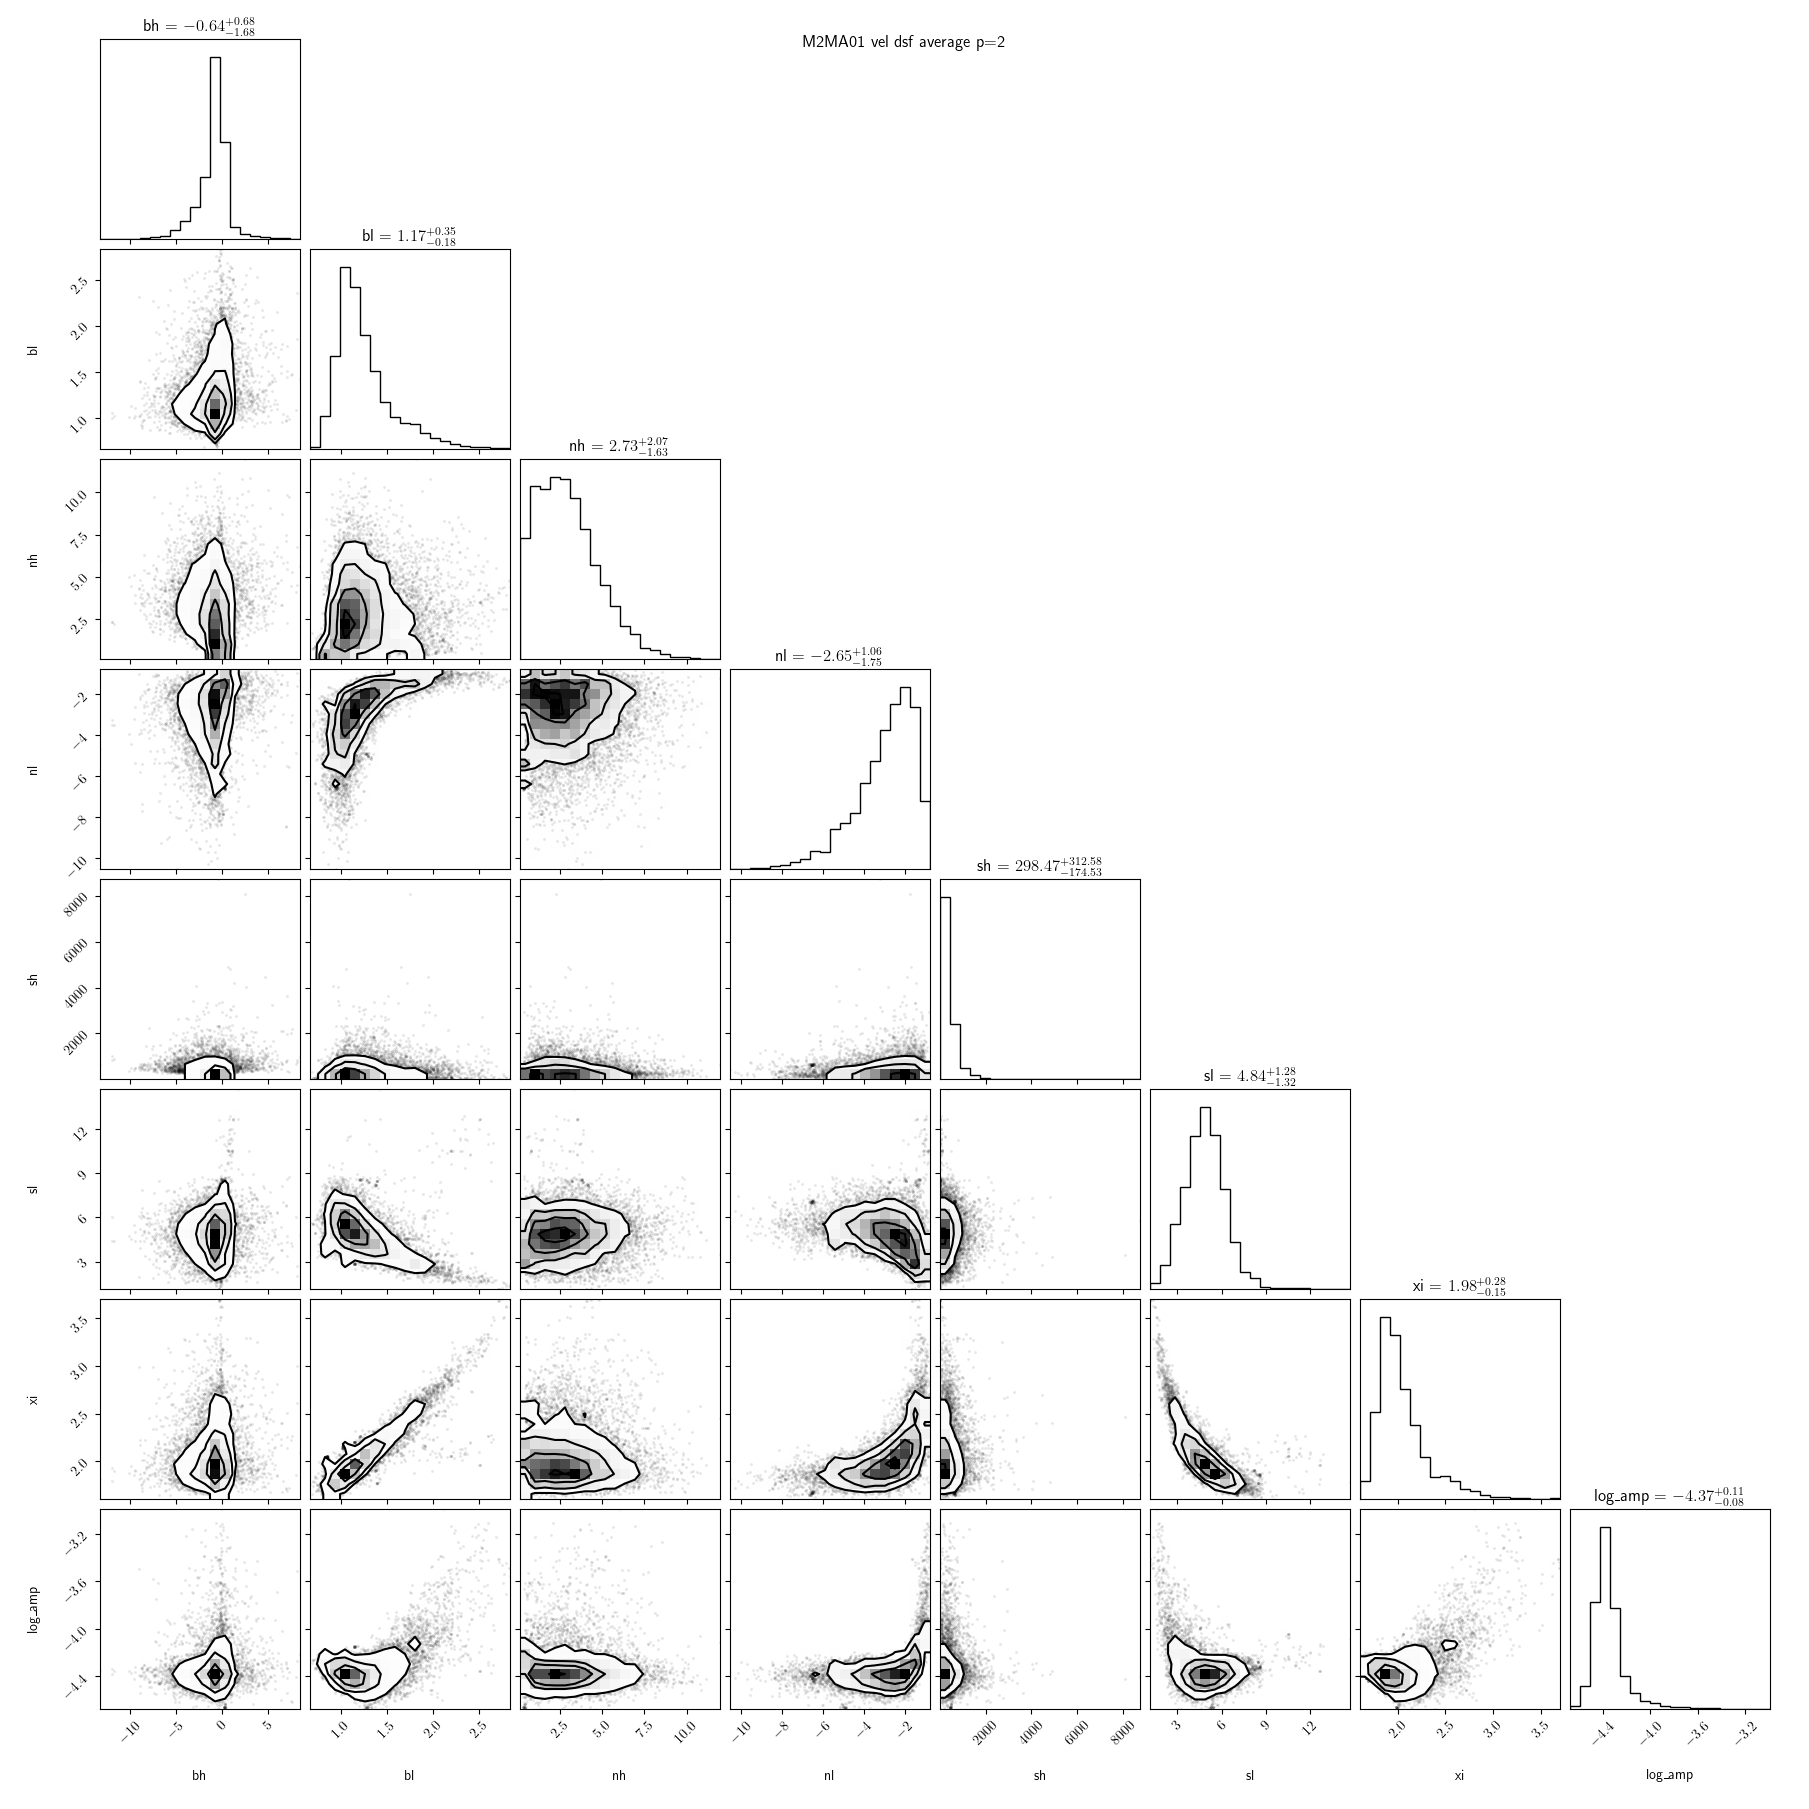 M2MA01 vel dsf average p=2
bh = −0.64 +0.68 −1.68
bl = 1.17 +0.35 −0.18
nh = 2.73 +2.07 −1.63
nl = −2.65 +1.06 −1.75
sh = 298.47 +312.58 −174.53
sl = 4.84 +1.28 −1.32
xi = 1.98 +0.28 −0.15
log_amp = −4.37 +0.11 −0.08
bl
2.5
2.0
1.5
1.0
nh
10.0
7.5
5.0
2.5
nl
−2
−4
−6
−8
−10
sh
8000
6000
4000
2000
sl
12
9
6
3
xi
3.5
3.0
2.5
2.0
log_amp
−3.2
−3.6
−4.0
−4.4
−10 −5 0 5
1.0 1.5 2.0 2.5
2.5 5.0 7.5 10.0
−10 −8 −6 −4 −2
2000 4000 6000 8000
3 6 9 12
2.0 2.5 3.0 3.5
−4.4 −4.0 −3.6 −3.2
bh bl nh nl sh sl xi log_amp